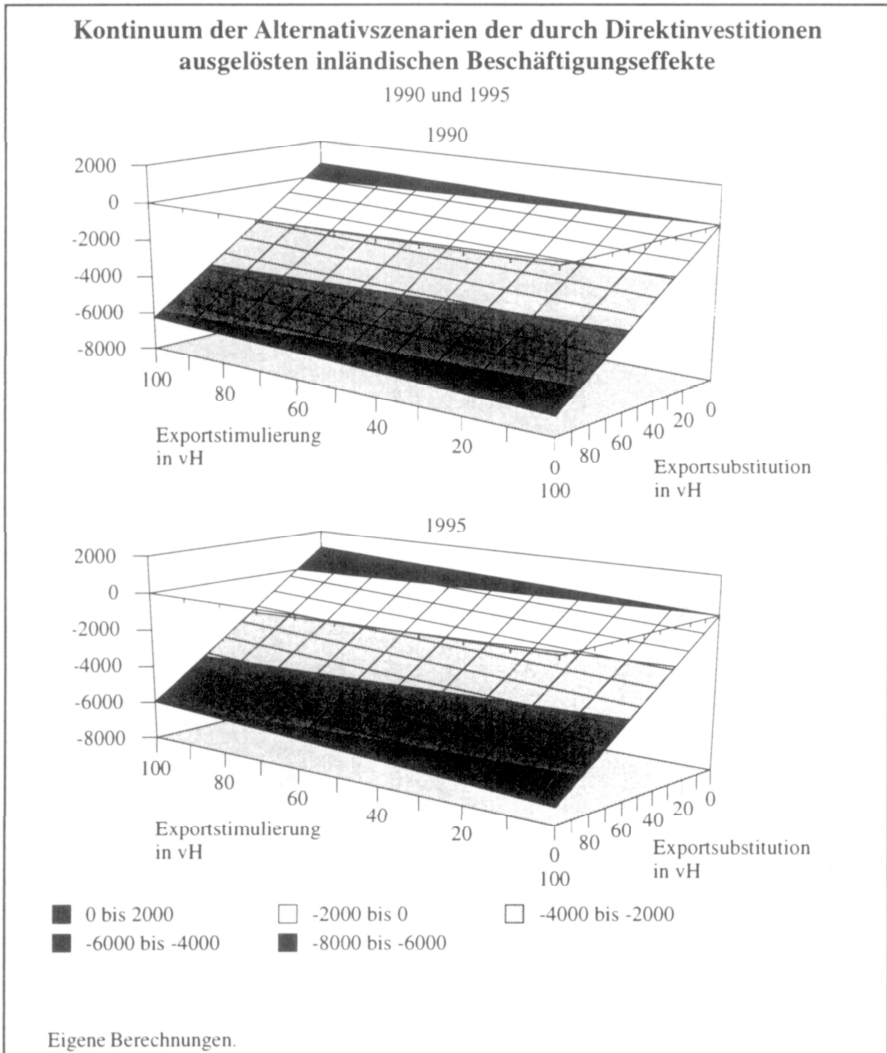 Kontinuum der Alternativszenarien der durch Direktinvestitionen
ausgelösten inländischen Beschäftigungseffekte
1990 und 1995
1990
2000
0
-2000
-4000
-6000
-8000
100
80
60
40
20
0
100
80
60
40
20
0
Exportstimulierung
in vH
Exportsubstitution
in vH
1995
2000
0
-2000
-4000
-6000
-8000
100
80
60
40
20
0
100
80
60
40
20
0
Exportstimulierung
in vH
Exportsubstitution
in vH
0 bis 2000
-2000 bis 0
-4000 bis -2000
-6000 bis -4000
-8000 bis -6000
Eigene Berechnungen.